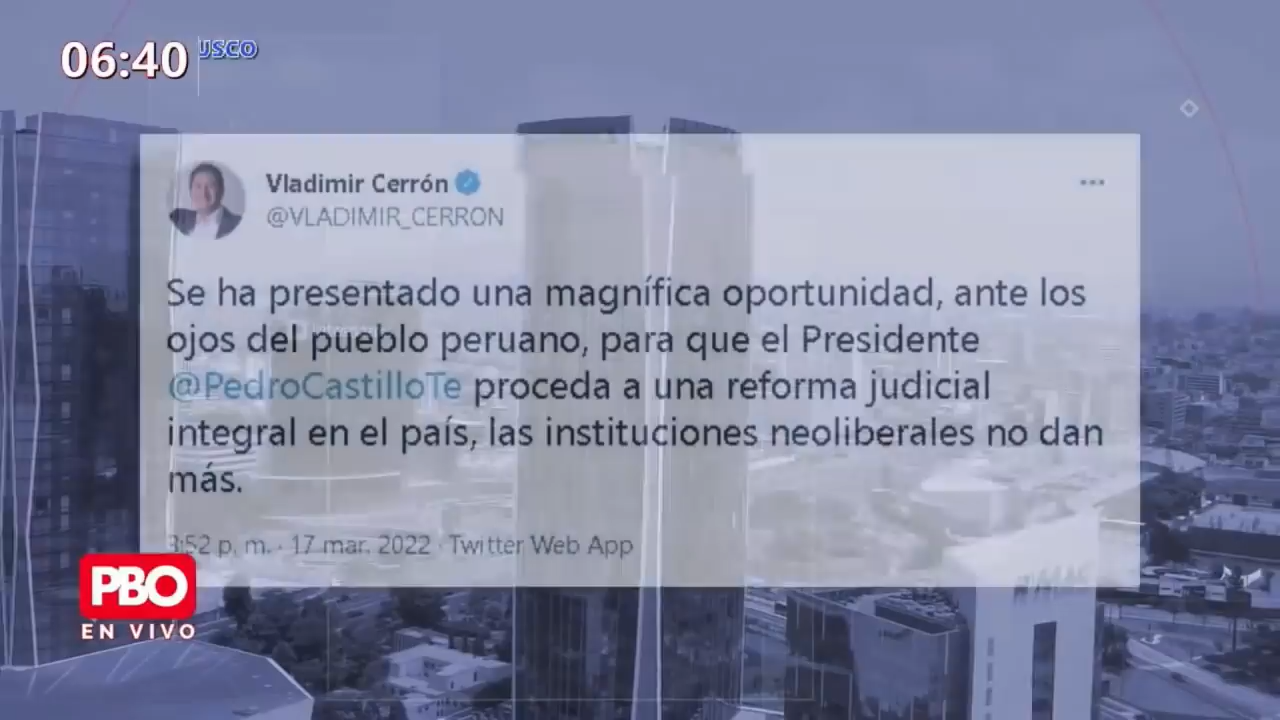 06:40
USCO
Vladimir Cerrón
@VLADIMIR_CERRON
Se ha presentado una magnífica oportunidad, ante los
ojos del pueblo peruano, para que el Presidente
@PedroCastilloTe proceda a una reforma judicial
integral en el país, las instituciones neoliberales no dan
más.
3:52 p. m. · 17 mar. 2022 · Twitter Web App
PBO
EN VIVO